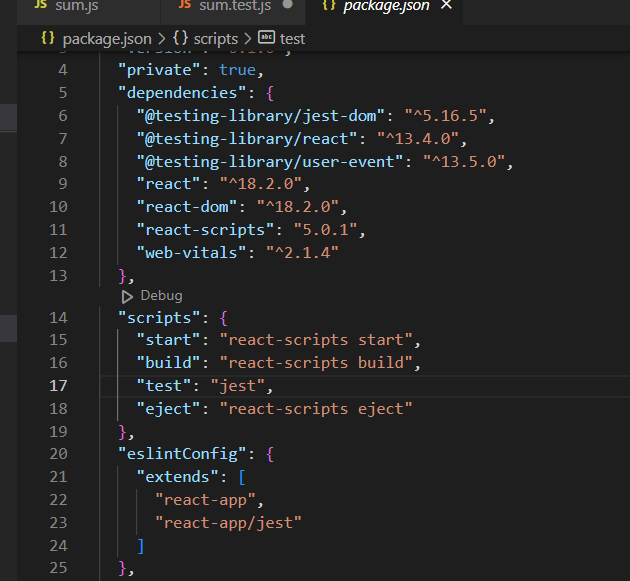 JS sum.js JS sum.test.js {} package.json
{} package.json > {} scripts > abc test
4 "private": true,
5 "dependencies": {
6 "@testing-library/jest-dom": "^5.16.5",
7 "@testing-library/react": "^13.4.0",
8 "@testing-library/user-event": "^13.5.0",
9 "react": "^18.2.0",
10 "react-dom": "^18.2.0",
11 "react-scripts": "5.0.1",
12 "web-vitals": "^2.1.4"
13 },
Debug
14 "scripts": {
15 "start": "react-scripts start",
16 "build": "react-scripts build",
17 "test": "jest",
18 "eject": "react-scripts eject"
19 },
20 "eslintConfig": {
21 "extends": [
22 "react-app",
23 "react-app/jest"
24 ]
25 },